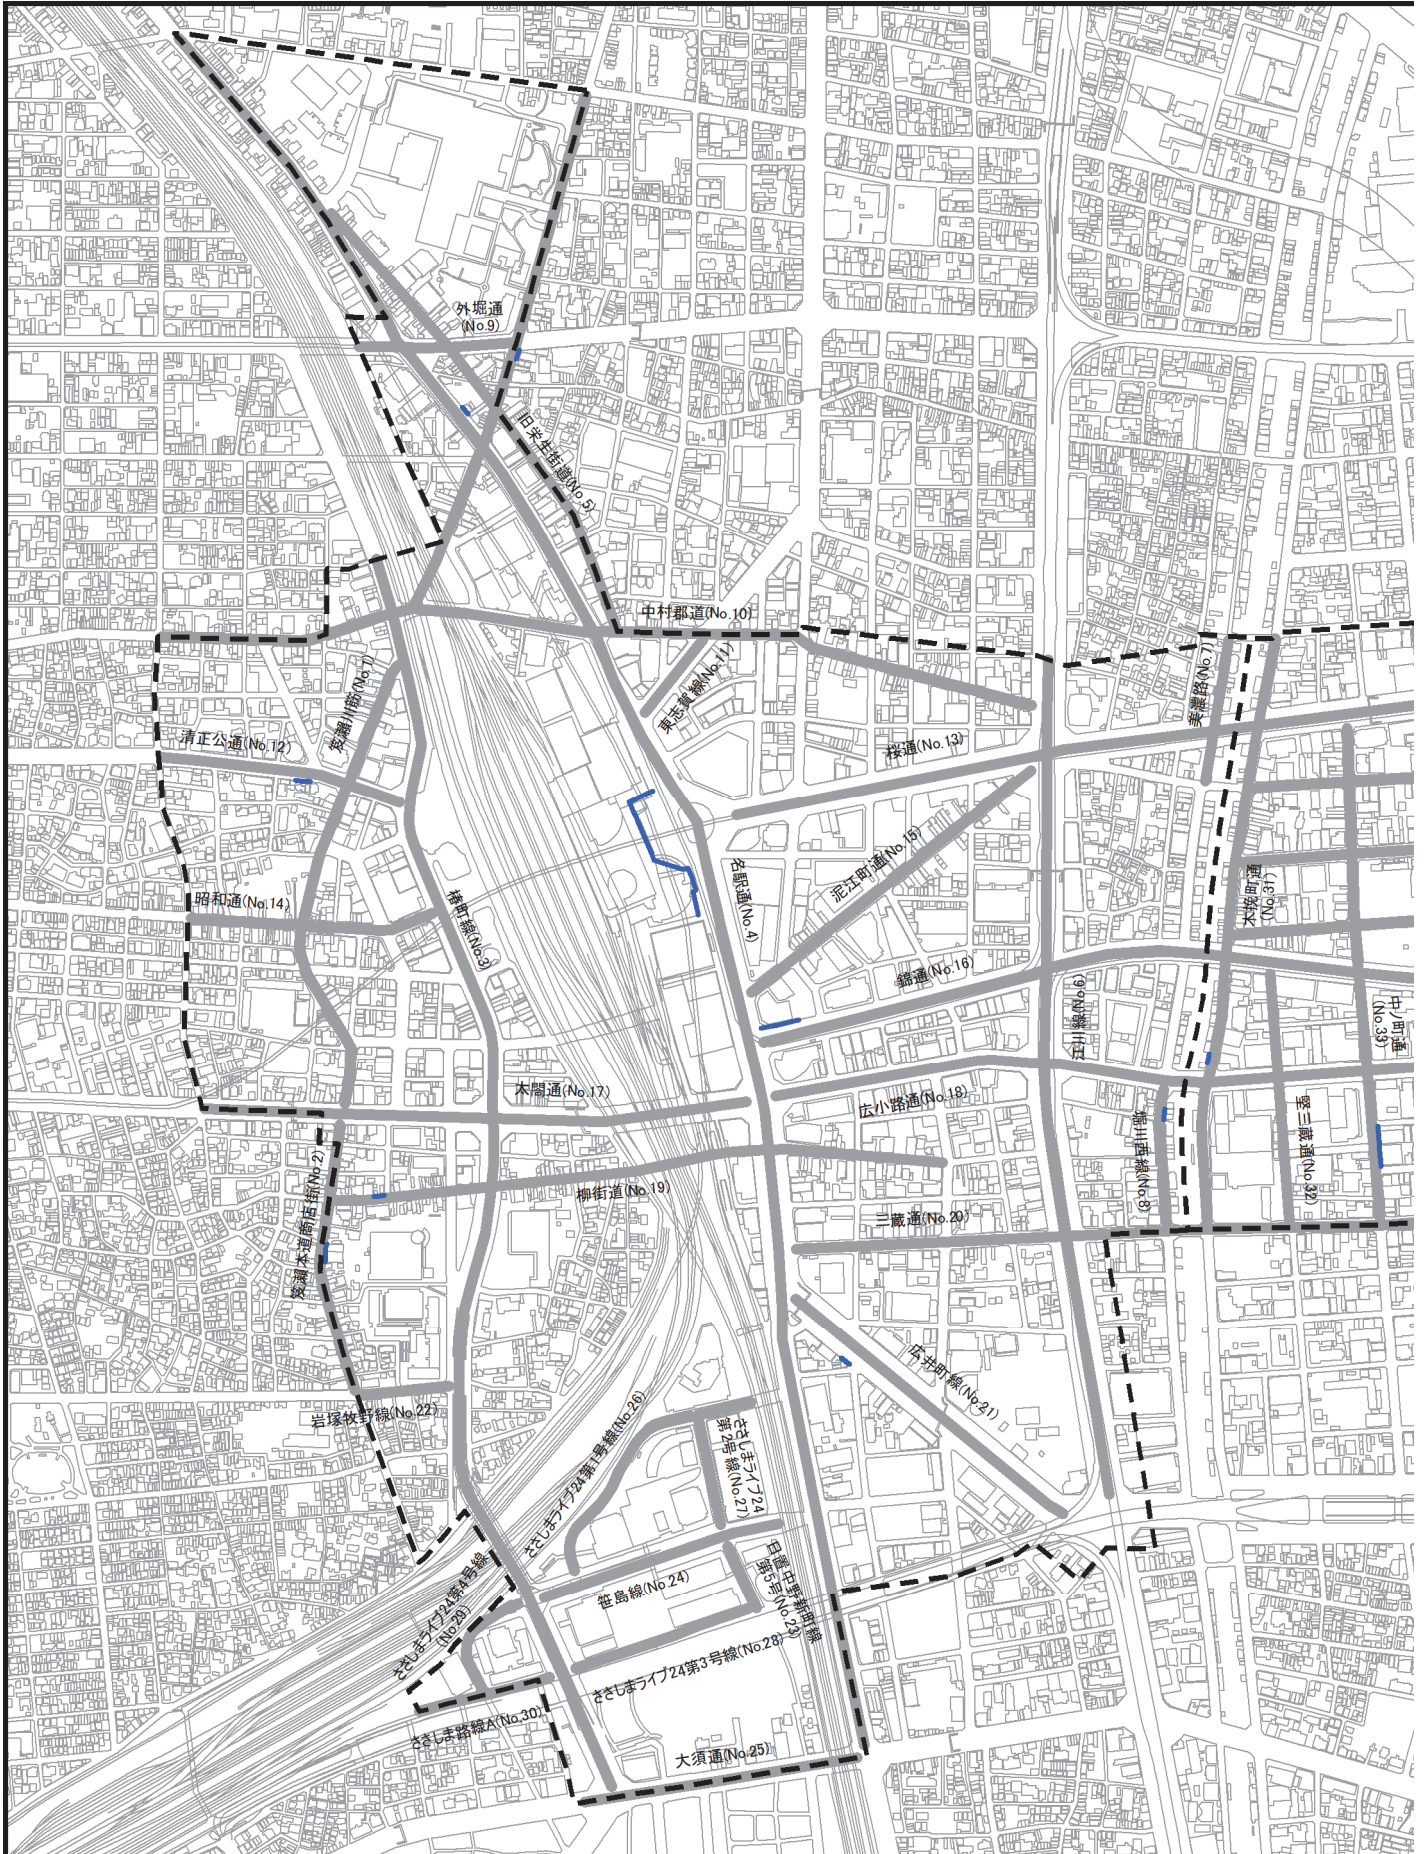 外堀通
(No.9)
旧栄生街道(No.5)
中村郡道(No.10)
東志賀線(No.11)
美濃路(No.7)
笈瀬川筋(No.1)
清正公通(No.12)
桜通(No.13)
泥江町通(No.15)
名駅通(No.4)
木挽町通
(No.31)
昭和通(No.14)
椿町線(No.3)
錦通(No.16)
江川線(No.6)
中ノ町通
(No.33)
太閤通(No.17)
広小路通(No.18)
堀川西線(No.8)
竪三蔵通(No.32)
笈瀬本通商店街(No.2)
柳街道(No.19)
三蔵通(No.20)
広井町線(No.21)
岩塚牧野線(No.22)
ささしまライブ24第1号線(No.26)
ささしまライブ24
第2号線(No.27)
日置中野新町線
第5号(No.23)
笹島線(No.24)
ささしまライブ24第4号線
(No.29)
ささしまライブ24第3号線(No.28)
ささしま路線A(No.30)
大須通(No.25)